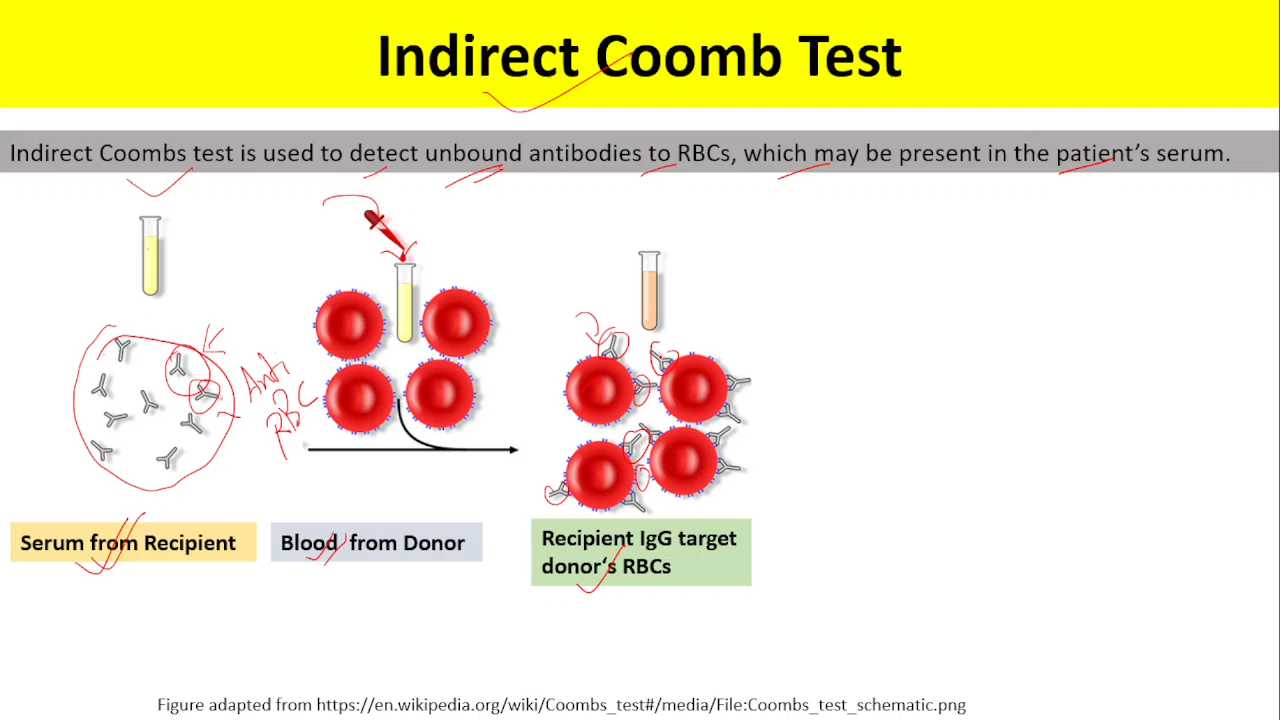 Indirect Coomb Test
Indirect Coombs test is used to detect unbound antibodies to RBCs, which may be present in the patient’s serum.
Anti
RBC
Serum from Recipient
Blood from Donor
Recipient IgG target
donor‘s RBCs
Figure adapted from https://en.wikipedia.org/wiki/Coombs_test#/media/File:Coombs_test_schematic.png